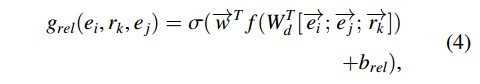 g_{rel}(e_i, r_k, e_j) = σ(\overrightarrow{w}^T f(W_d^T[\overrightarrow{e_i}; \overrightarrow{e_j}; \overrightarrow{r_k}])
+b_{rel}), (4)